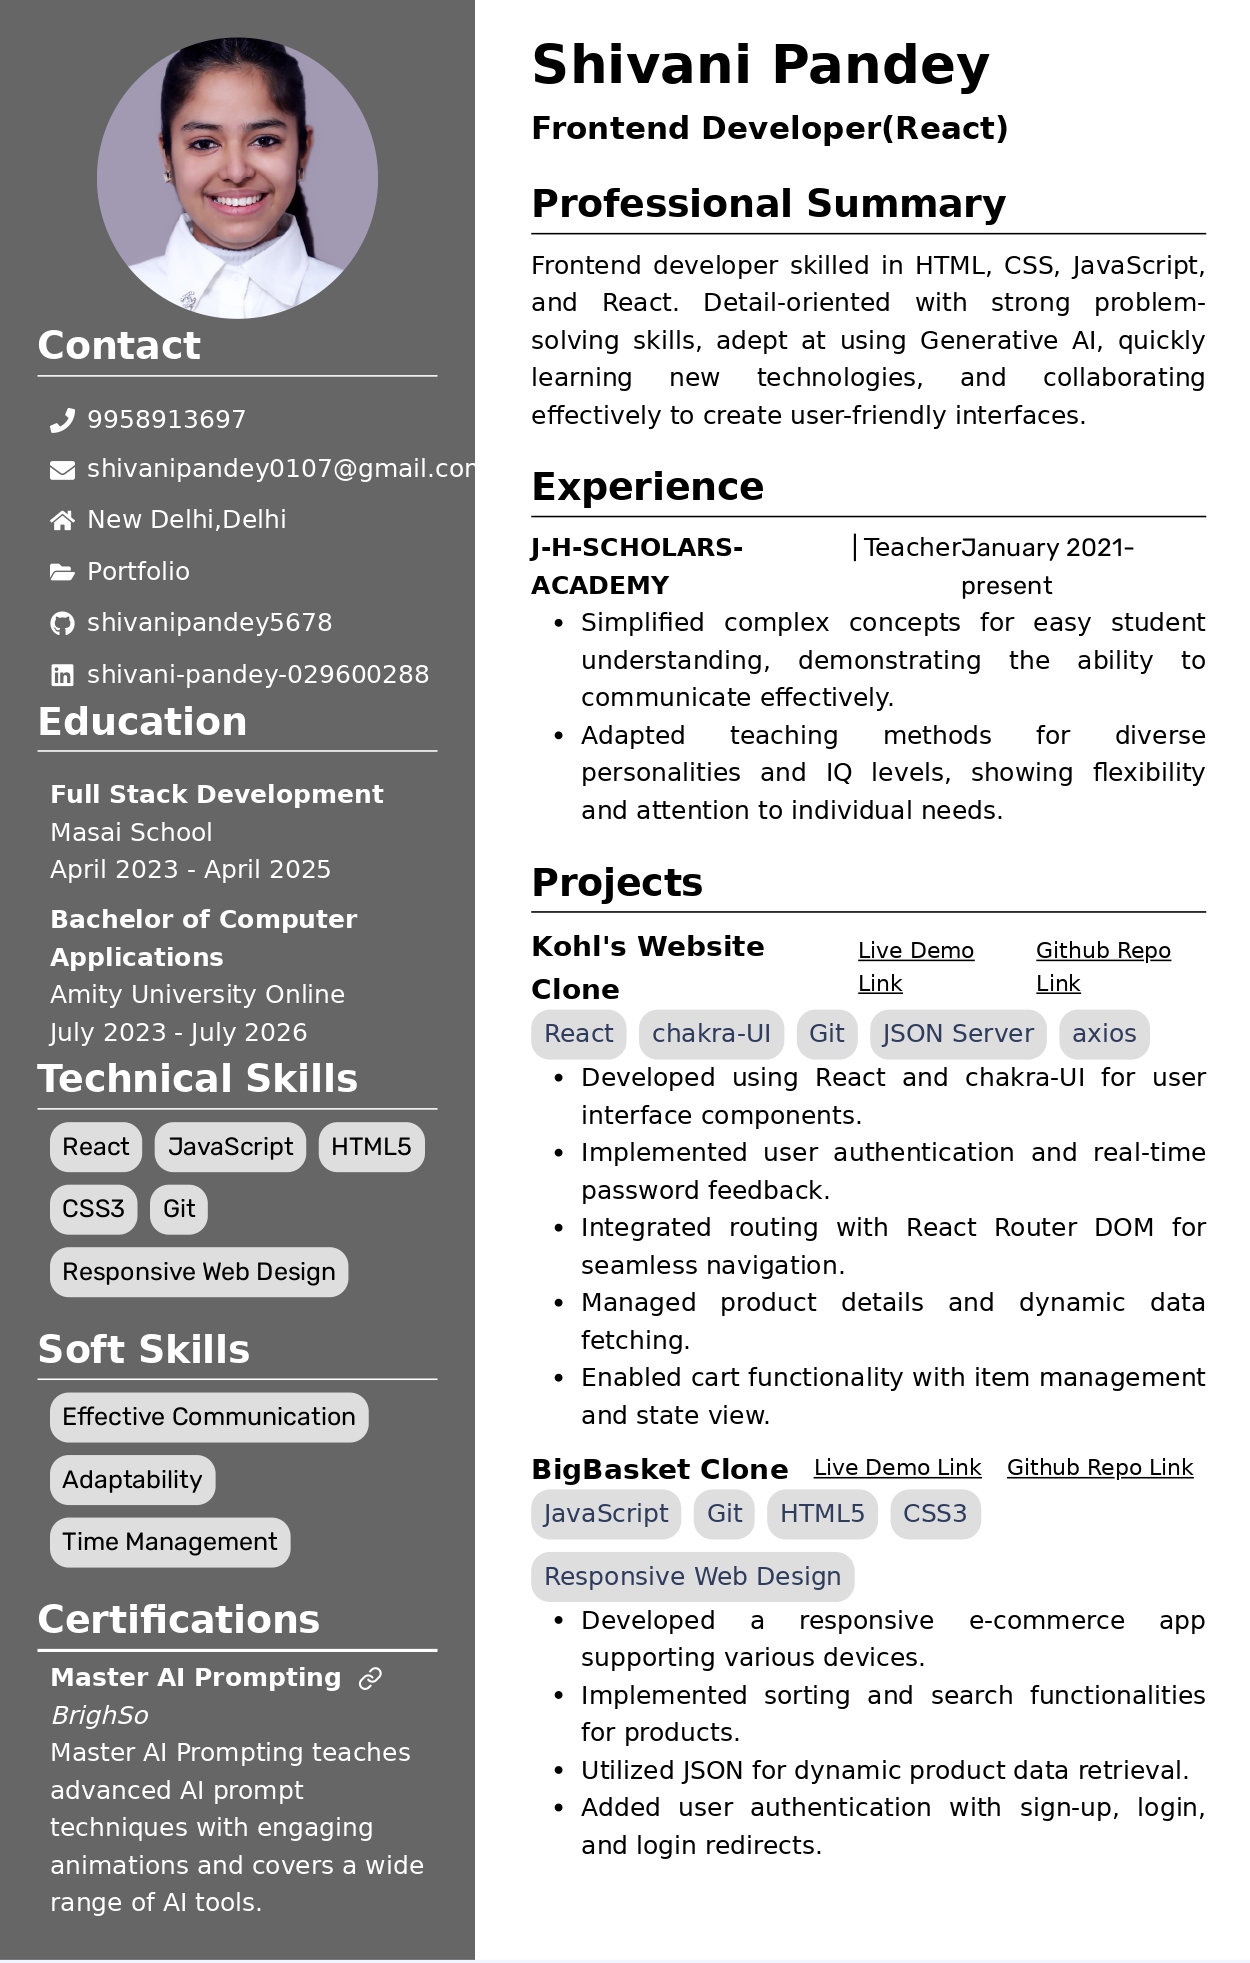 Contact
9958913697
shivanipandey0107@gmail.co
New Delhi,Delhi
Portfolio
shivanipandey5678
shivani-pandey-029600288
Education
Full Stack Development
Masai School
April 2023 - April 2025
Bachelor of Computer
Applications
Amity University Online
July 2023 - July 2026
Technical Skills
React JavaScript HTML5
CSS3 Git
Responsive Web Design
Soft Skills
Effective Communication
Adaptability
Time Management
Certifications
Master AI Prompting
BrighSo
Master AI Prompting teaches
advanced AI prompt
techniques with engaging
animations and covers a wide
range of AI tools.
Shivani Pandey
Frontend Developer(React)
Professional Summary
Frontend developer skilled in HTML, CSS, JavaScript,
and React. Detail-oriented with strong problem-
solving skills, adept at using Generative AI, quickly
learning new technologies, and collaborating
effectively to create user-friendly interfaces.
Experience
J-H-SCHOLARS- | Teacher January 2021-
ACADEMY present
• Simplified complex concepts for easy student
understanding, demonstrating the ability to
communicate effectively.
• Adapted teaching methods for diverse
personalities and IQ levels, showing flexibility
and attention to individual needs.
Projects
Kohl's Website Live Demo Github Repo
Clone Link Link
React chakra-UI Git JSON Server axios
• Developed using React and chakra-UI for user
interface components.
• Implemented user authentication and real-time
password feedback.
• Integrated routing with React Router DOM for
seamless navigation.
• Managed product details and dynamic data
fetching.
• Enabled cart functionality with item management
and state view.
BigBasket Clone Live Demo Link Github Repo Link
JavaScript Git HTML5 CSS3
Responsive Web Design
• Developed a responsive e-commerce app
supporting various devices.
• Implemented sorting and search functionalities
for products.
• Utilized JSON for dynamic product data retrieval.
• Added user authentication with sign-up, login,
and login redirects.